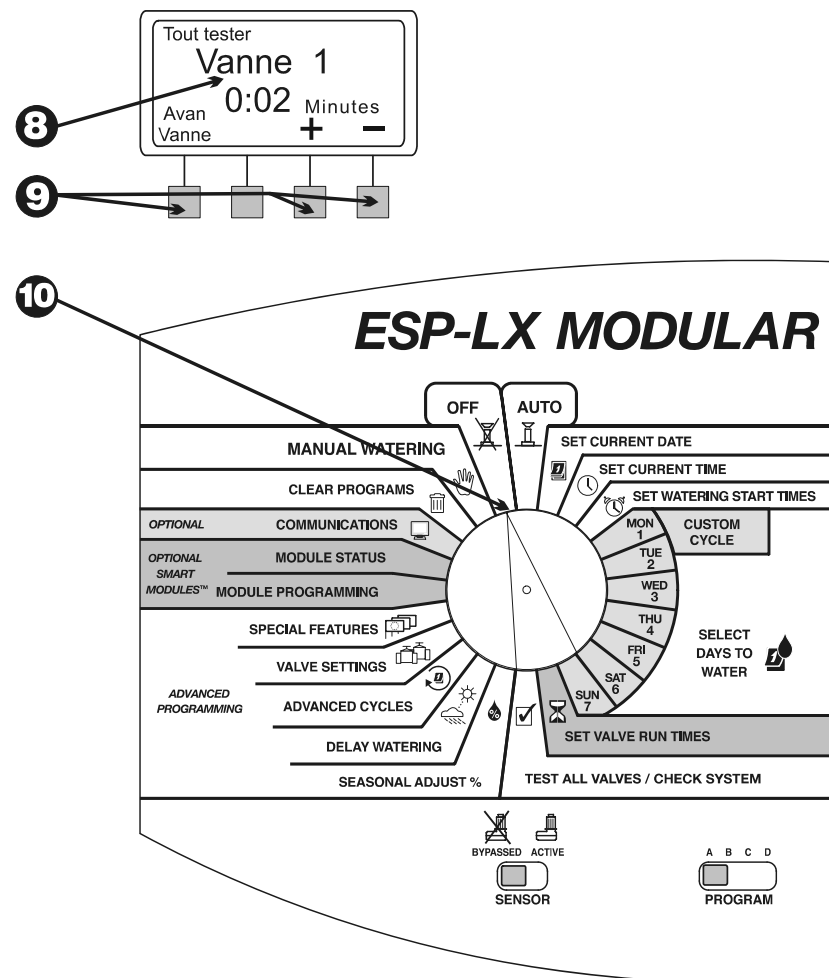 Tout tester
Vanne 1
0:02 Minutes
Avan
Vanne
+ −
8
9
10
ESP-LX MODULAR
OFF
AUTO
MANUAL WATERING
SET CURRENT DATE
CLEAR PROGRAMS
SET CURRENT TIME
SET WATERING START TIMES
OPTIONAL
COMMUNICATIONS
MON
1
CUSTOM
CYCLE
OPTIONAL
SMART
MODULES™
MODULE STATUS
MODULE PROGRAMMING
TUE
2
WED
3
THU
4
FRI
5
SAT
6
SUN
7
SELECT
DAYS TO
WATER
SPECIAL FEATURES
VALVE SETTINGS
ADVANCED
PROGRAMMING
ADVANCED CYCLES
DELAY WATERING
SEASONAL ADJUST %
%
SET VALVE RUN TIMES
TEST ALL VALVES / CHECK SYSTEM
BYPASSED ACTIVE
SENSOR
A B C D
PROGRAM